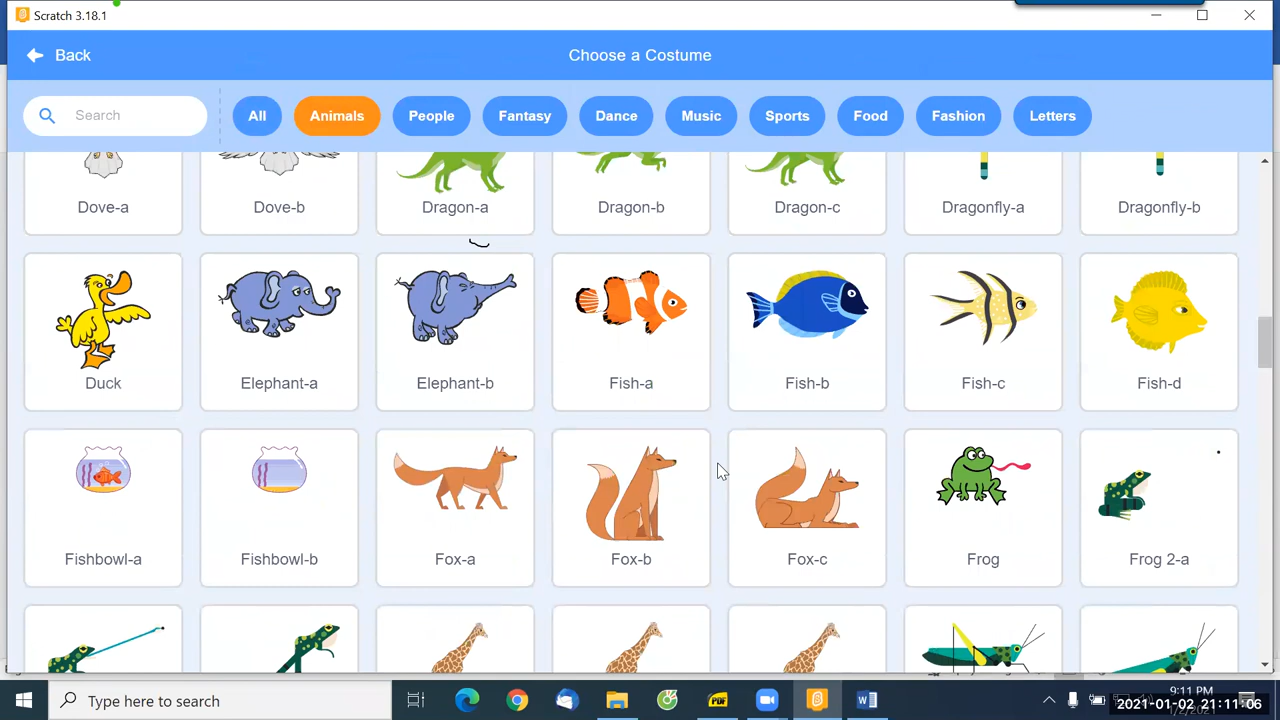 Scratch 3.18.1
Back
Choose a Costume
Search
All
Animals
People
Fantasy
Dance
Music
Sports
Food
Fashion
Letters
Dove-a
Dove-b
Dragon-a
Dragon-b
Dragon-c
Dragonfly-a
Dragonfly-b
Duck
Elephant-a
Elephant-b
Fish-a
Fish-b
Fish-c
Fish-d
Fishbowl-a
Fishbowl-b
Fox-a
Fox-b
Fox-c
Frog
Frog 2-a
Type here to search
PDF
9:11 PM
2021-01-02 21:11:06